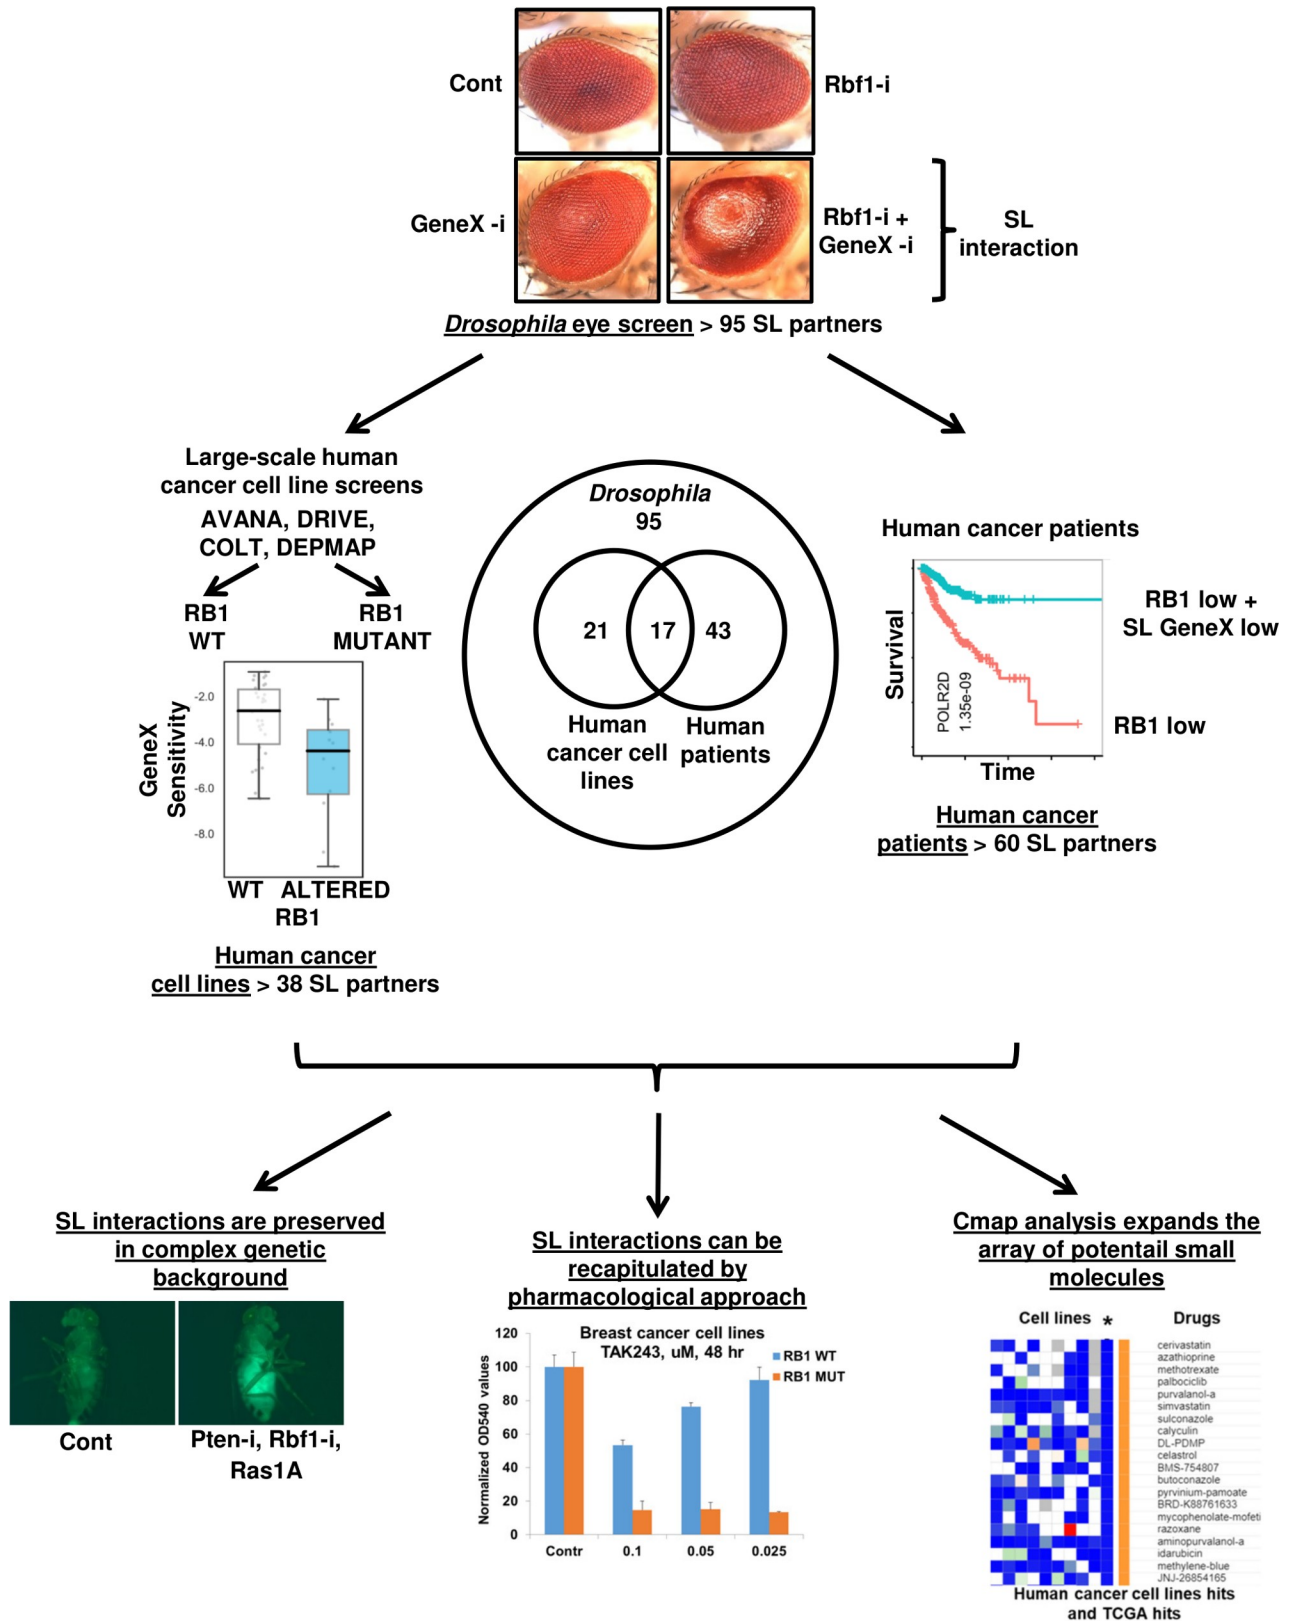 Cont
Rbf1-i
GeneX -i
Rbf1-i +
GeneX -i
SL
interaction
Drosophila eye screen > 95 SL partners
Large-scale human
cancer cell line screens
AVANA, DRIVE,
COLT, DEPMAP
RB1
WT
RB1
MUTANT
GeneX
Sensitivity
-2.0
-4.0
-6.0
-8.0
WT ALTERED
RB1
Human cancer
cell lines > 38 SL partners
Drosophila
95
21
17
43
Human
cancer cell
lines
Human
patients
Human cancer patients
Survival
POLR2D
1.35e-09
Time
RB1 low +
SL GeneX low
RB1 low
Human cancer
patients > 60 SL partners
SL interactions are preserved
in complex genetic
background
Cont
Pten-i, Rbf1-i,
Ras1A
SL interactions can be
recapitulated by
pharmacological approach
Breast cancer cell lines
TAK243, uM, 48 hr
RB1 WT
RB1 MUT
Normalized OD540 values
120
100
80
60
40
20
0
Contr
0.1
0.05
0.025
Cmap analysis expands the
array of potentail small
molecules
Cell lines *
Drugs
cerivastatin
azathioprine
methotrexate
palbociclib
purvalanol-a
simvastatin
sulconazole
calyculin
DL-PDMP
celastrol
BMS-754807
butoconazole
pyrvinium-pamoate
BRD-K88761633
mycophenolate-mofeti
razoxane
aminopurvalanol-a
idarubicin
methylene-blue
JNJ-26854165
Human cancer cell lines hits
and TCGA hits